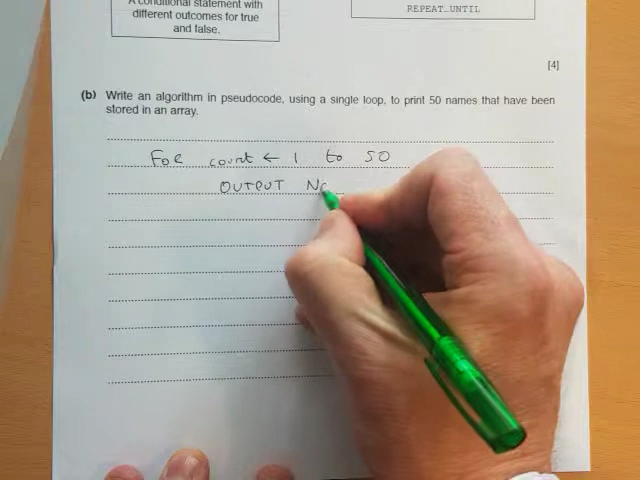 A conditional statement with
different outcomes for true
and false.
REPEAT...UNTIL
[4]
(b) Write an algorithm in pseudocode, using a single loop, to print 50 names that have been
stored in an array.
FOR count ← 1 to 50
OUTPUT Na